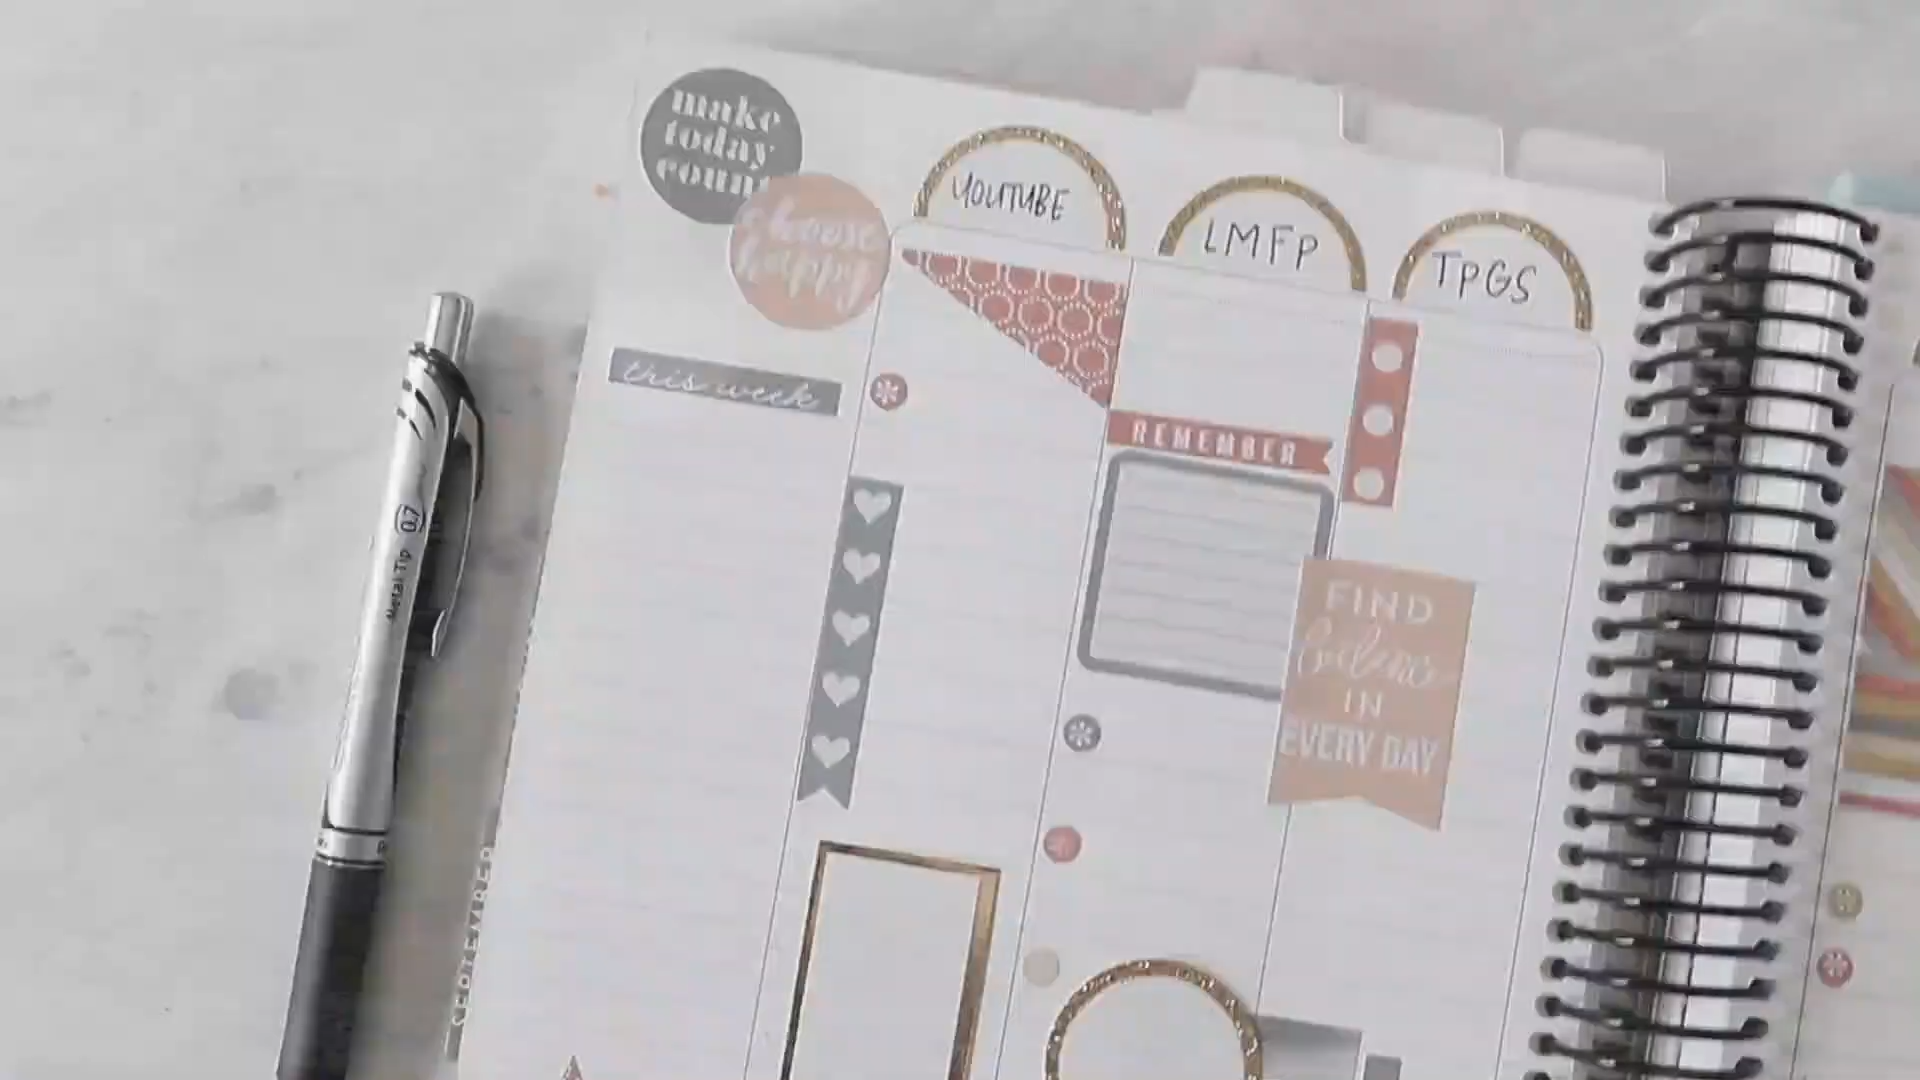 make
today
count
choose
happy
YOUTUBE
LMFP
TPGS
this week
REMEMBER
FIND
balance
IN
EVERY DAY
0.7
Metal Tip
SEPTEMBER